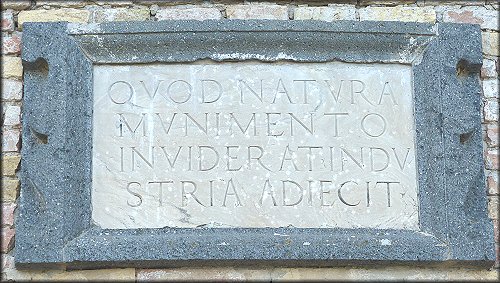 QVOD NATVRA
MVNIMENTO
INVIDERAT INDV
STRIA ADIECIT